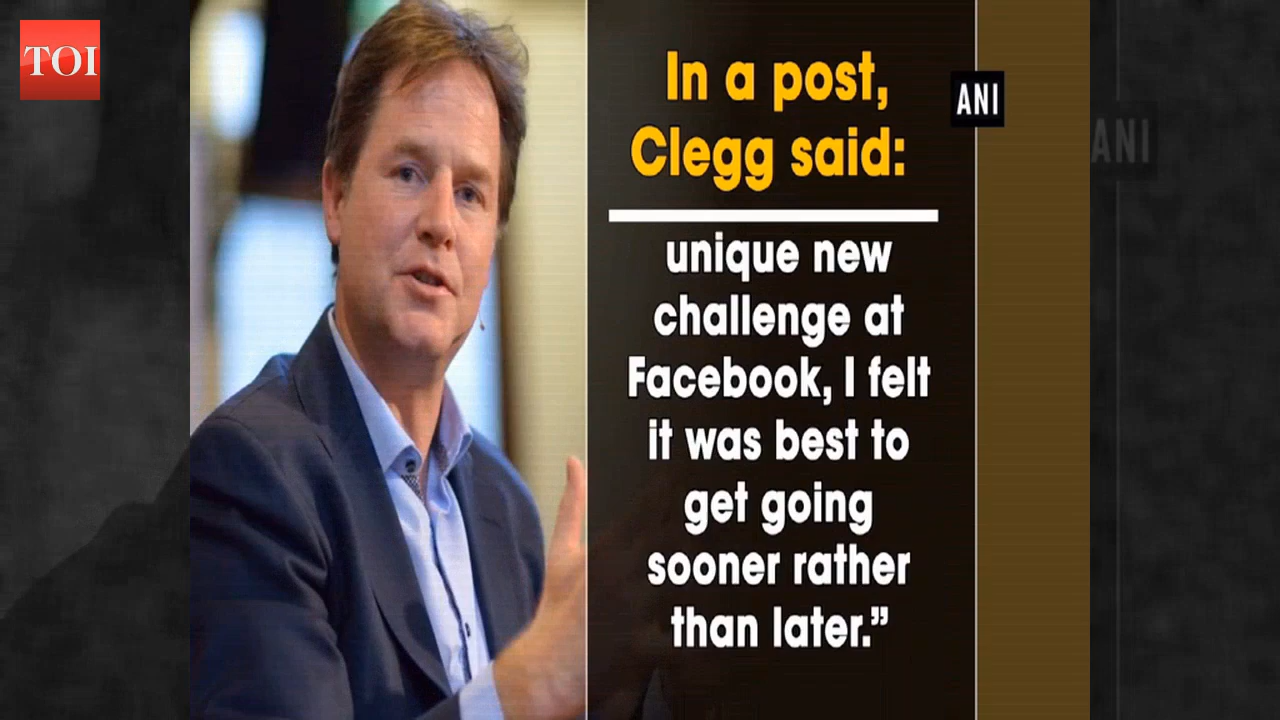 TOI
In a post,
Clegg said:
ANI
ANI
unique new
challenge at
Facebook, I felt
it was best to
get going
sooner rather
than later.”